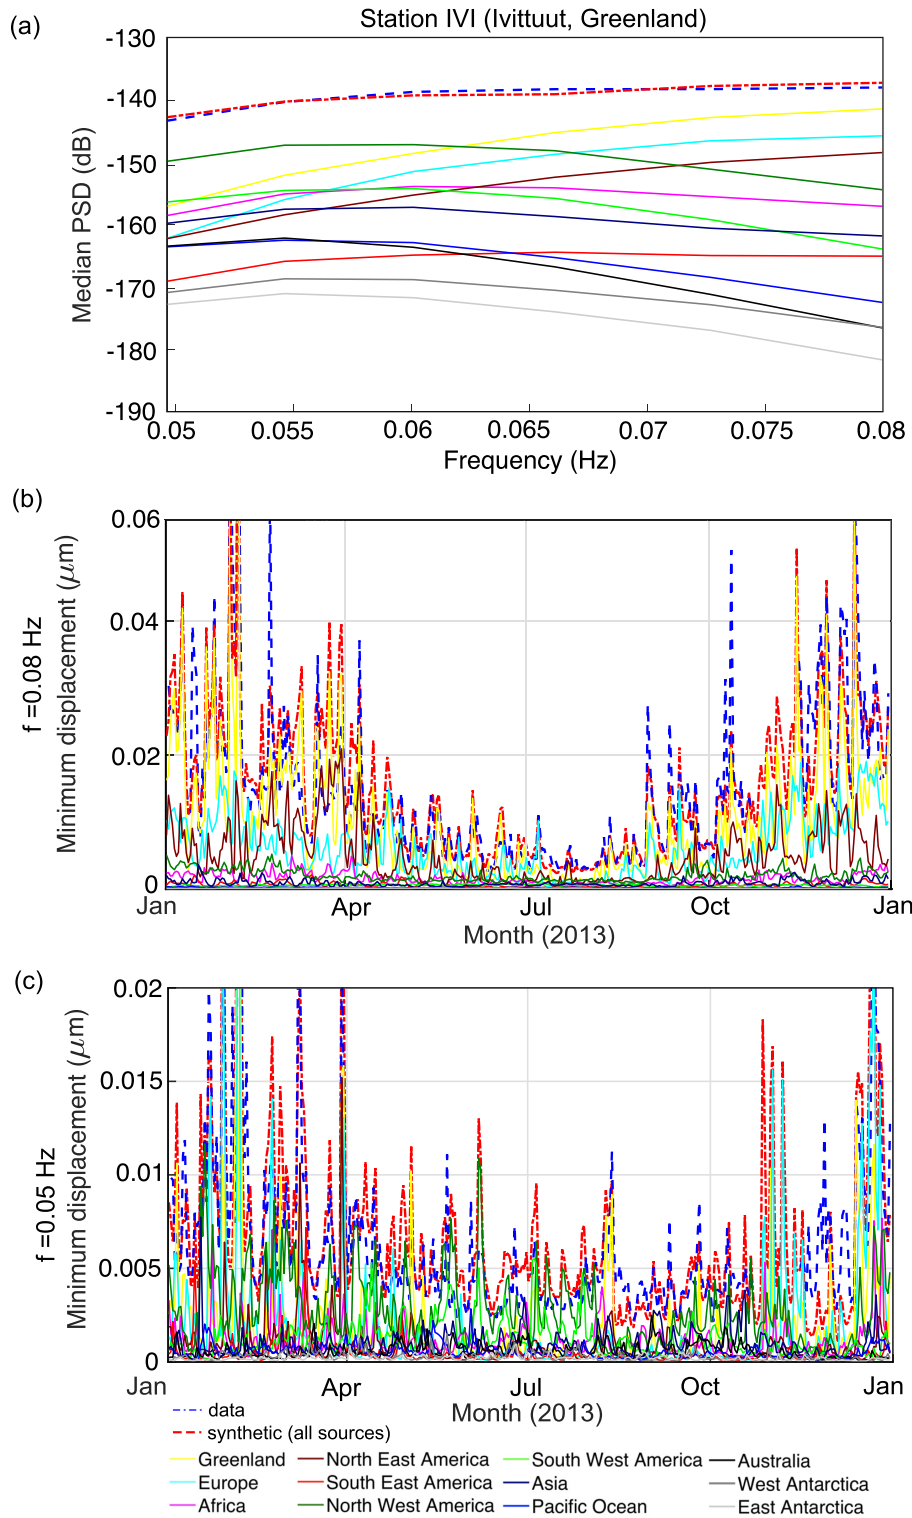 (a)
Station IVI (Ivittuut, Greenland)
-130
-140
-150
-160
-170
-180
-190
Median PSD (dB)
0.05 0.055 0.06 0.065 0.07 0.075 0.08
Frequency (Hz)
(b)
f =0.08 Hz
Minimum displacement (μm)
0.06
0.04
0.02
0
Jan Apr Jul Oct Jan
Month (2013)
(c)
f =0.05 Hz
Minimum displacement (μm)
0.02
0.015
0.01
0.005
0
Jan Apr Jul Oct Jan
Month (2013)
data
synthetic (all sources)
Greenland North East America South West America Australia
Europe South East America Asia West Antarctica
Africa North West America Pacific Ocean East Antarctica